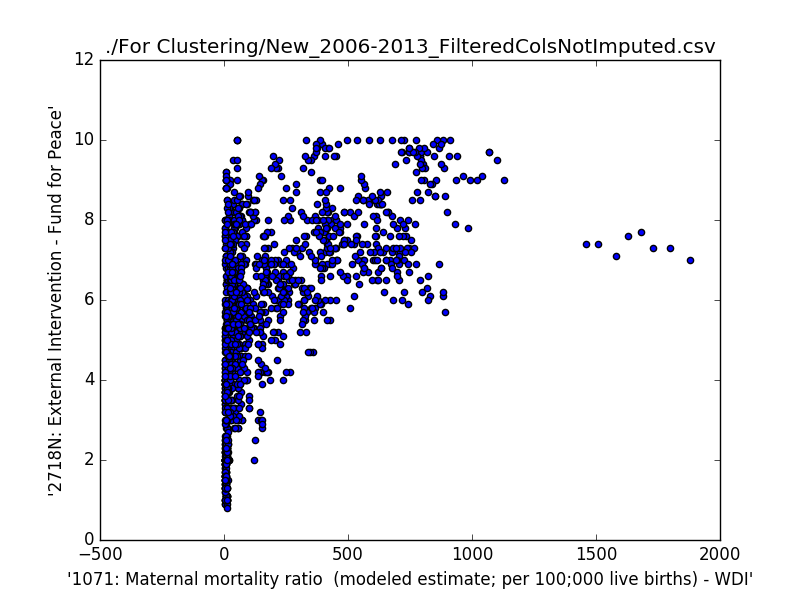 ./For Clustering/New_2006-2013_FilteredColsNotImputed.csv
12
10
8
6
4
2
0
−500 0 500 1000 1500 2000
'2718N: External Intervention - Fund for Peace'
'1071: Maternal mortality ratio  (modeled estimate; per 100;000 live births) - WDI'